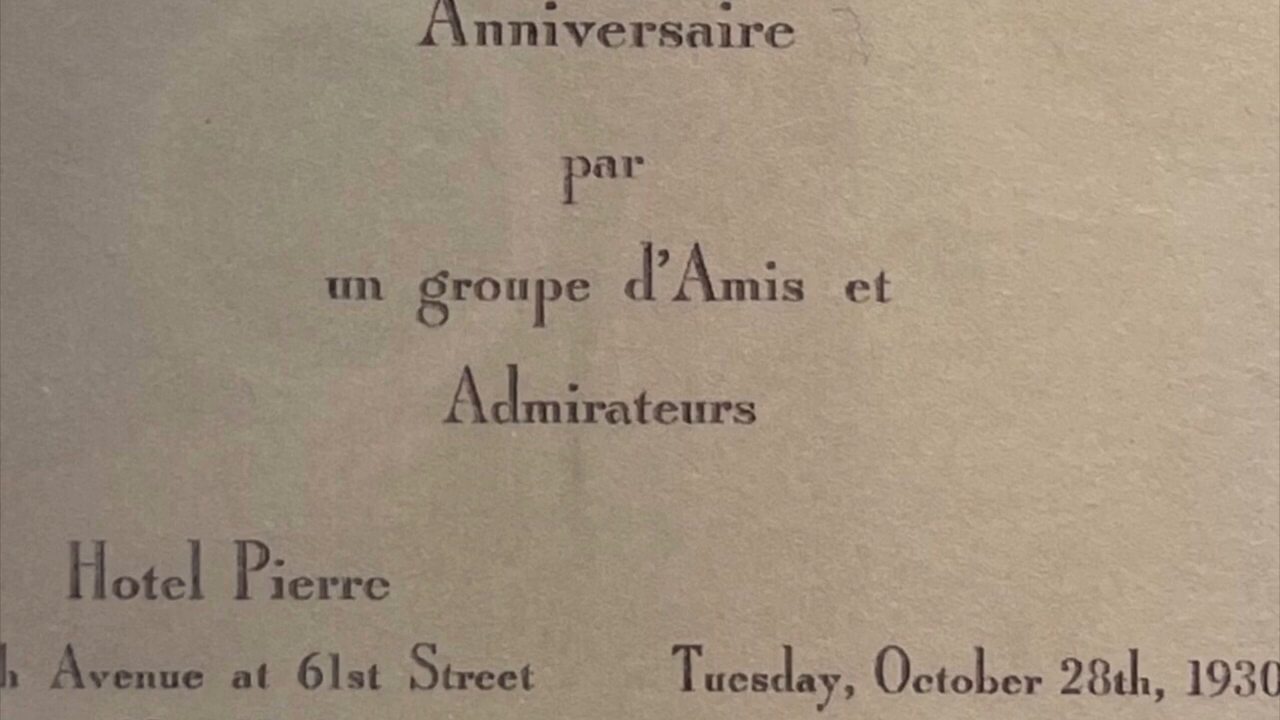 Anniversaire
par
un groupe d'Amis et
Admirateurs
Hotel Pierre
Avenue at 61st Street Tuesday, October 28th, 1930